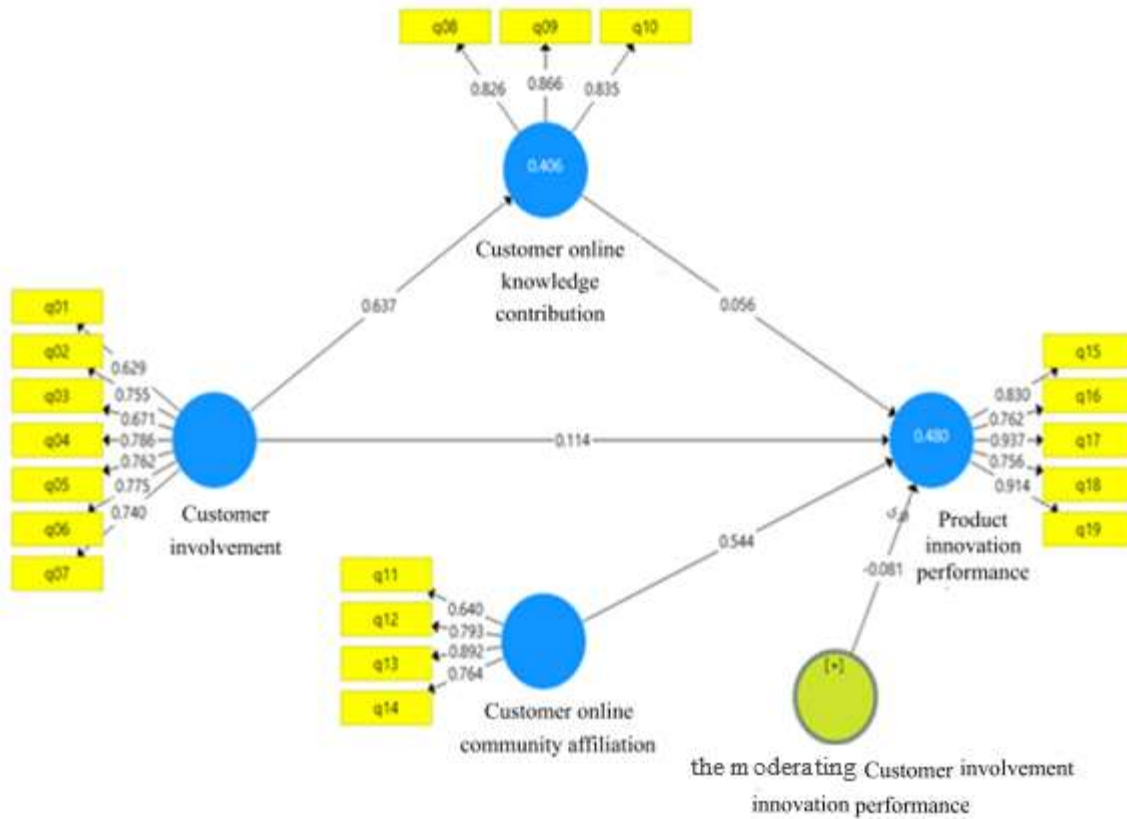 q08 q09 q10
0.826 0.866 0.835
0.406
Customer online
knowledge
contribution
0.637
0.056
q01
q02
q03
q04
q05
q06
q07
0.629
0.755
0.671
0.786
0.762
0.775
0.740
Customer
involvement
0.114
0.480
q15
q16
q17
q18
q19
0.830
0.762
0.937
0.756
0.914
Product
innovation
performance
0.544
-0.081
q11
q12
q13
q14
0.640
0.793
0.892
0.764
Customer online
community affiliation
[+]
the moderating Customer involvement
innovation performance